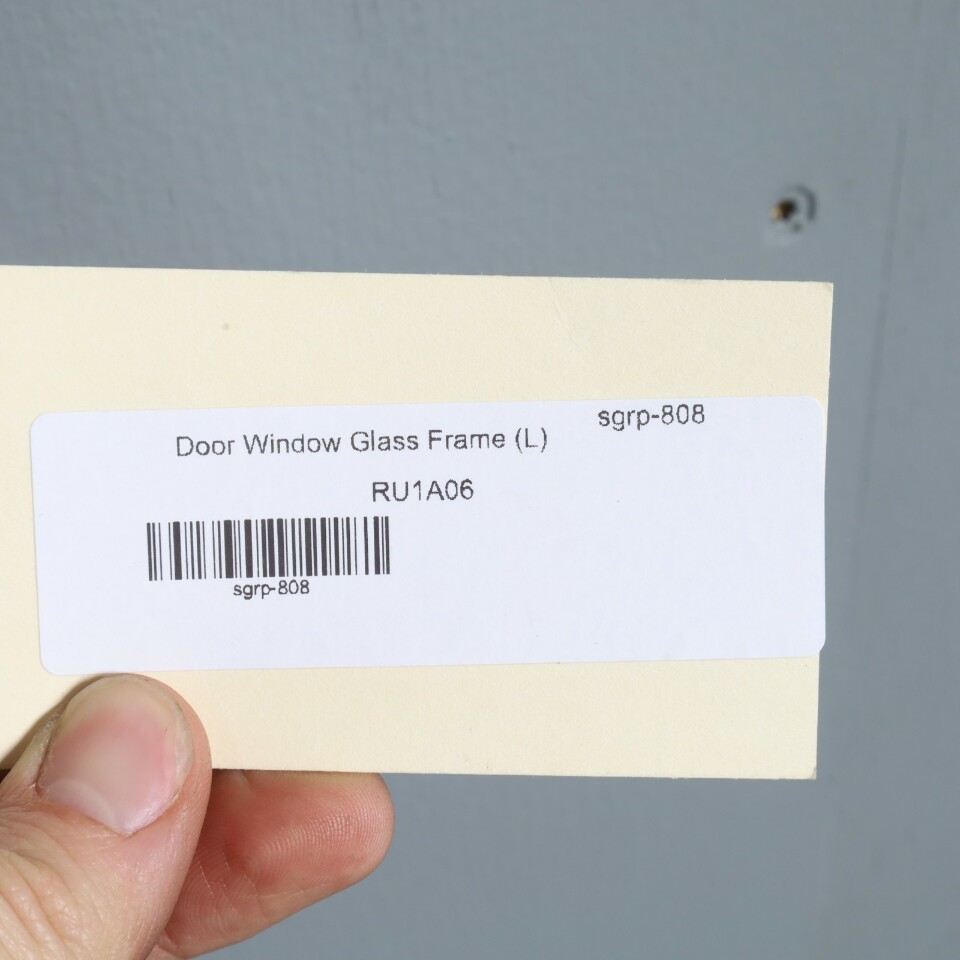 sgrp-808
Door Window Glass Frame (L)
RU1A06
sgrp-808